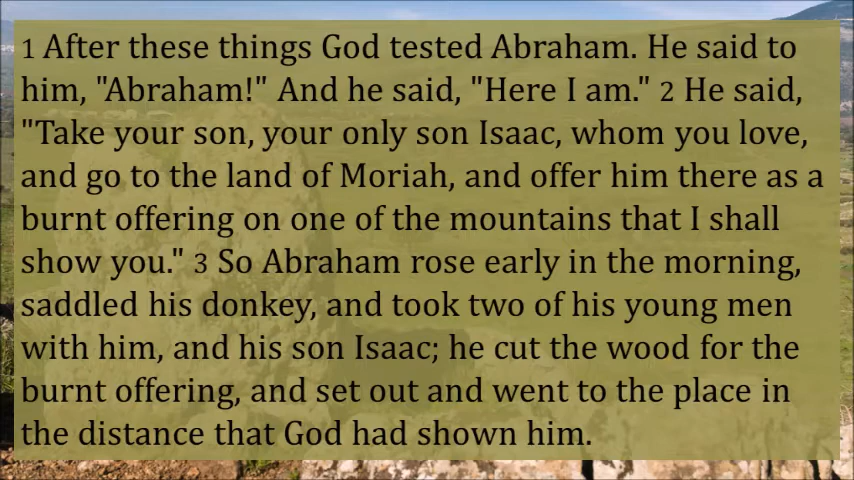 1 After these things God tested Abraham. He said to
him, "Abraham!" And he said, "Here I am." 2 He said,
"Take your son, your only son Isaac, whom you love,
and go to the land of Moriah, and offer him there as a
burnt offering on one of the mountains that I shall
show you." 3 So Abraham rose early in the morning,
saddled his donkey, and took two of his young men
with him, and his son Isaac; he cut the wood for the
burnt offering, and set out and went to the place in
the distance that God had shown him.